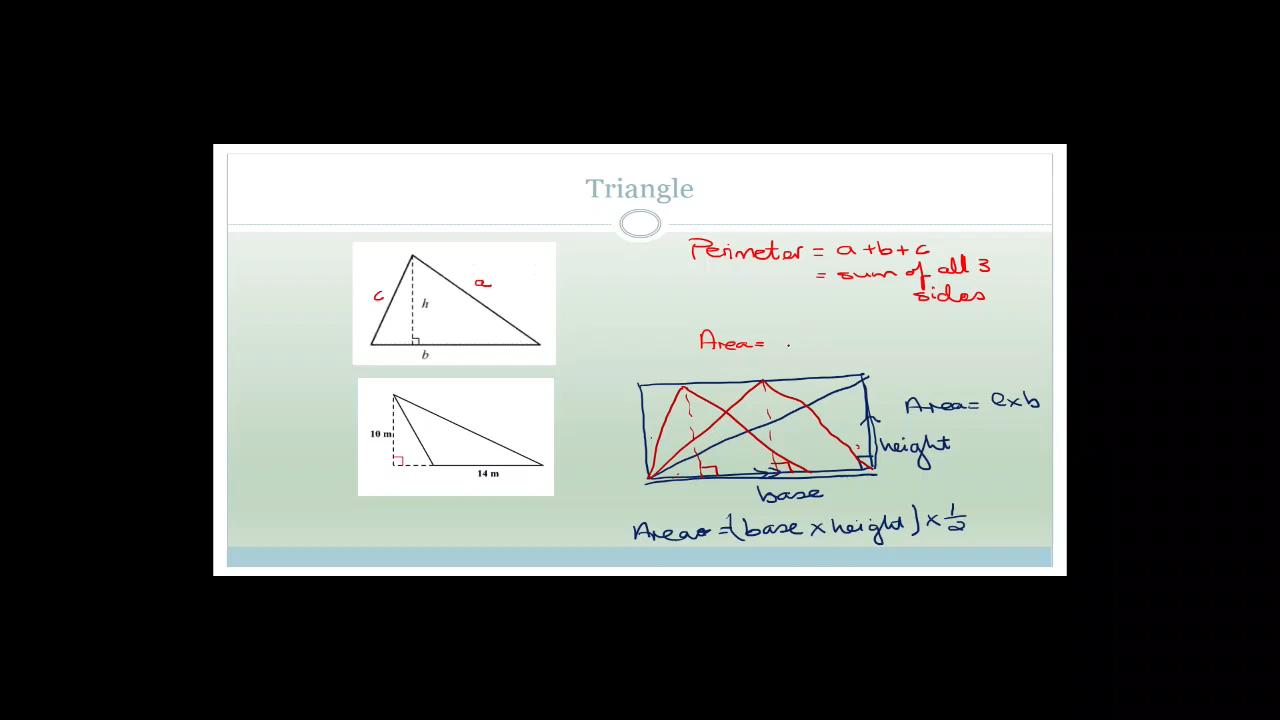 Triangle
c
a
h
b
10 m
14 m
Perimeter = a+b+c
= sum of all 3
sides
Area=
Area= l×b
height
base
Area = (base × height) × 1/2